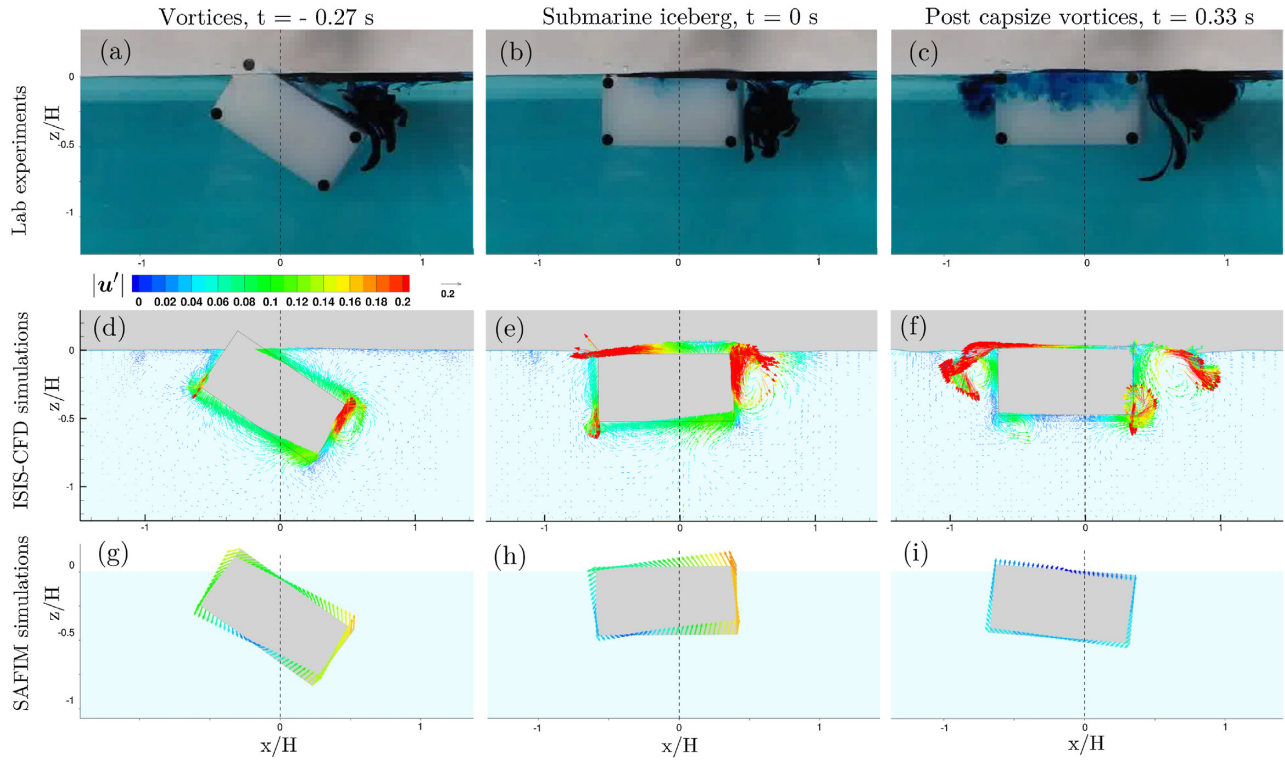 Vortices, t = - 0.27 s
Submarine iceberg, t = 0 s
Post capsize vortices, t = 0.33 s
Lab experiments
z/H
(a)
(b)
(c)
0
-0.5
-1
-1 0 1
-1 0 1
-1 0 1
|u'|
0 0.02 0.04 0.06 0.08 0.1 0.12 0.14 0.16 0.18 0.2
0.2
ISIS-CFD simulations
z/H
(d)
(e)
(f)
0
-0.5
-1
-1 0 1
-1 0 1
-1 0 1
SAFIM simulations
z/H
(g)
(h)
(i)
0
-0.5
-1
0 1
0 1
-1 0 1
x/H
x/H
x/H